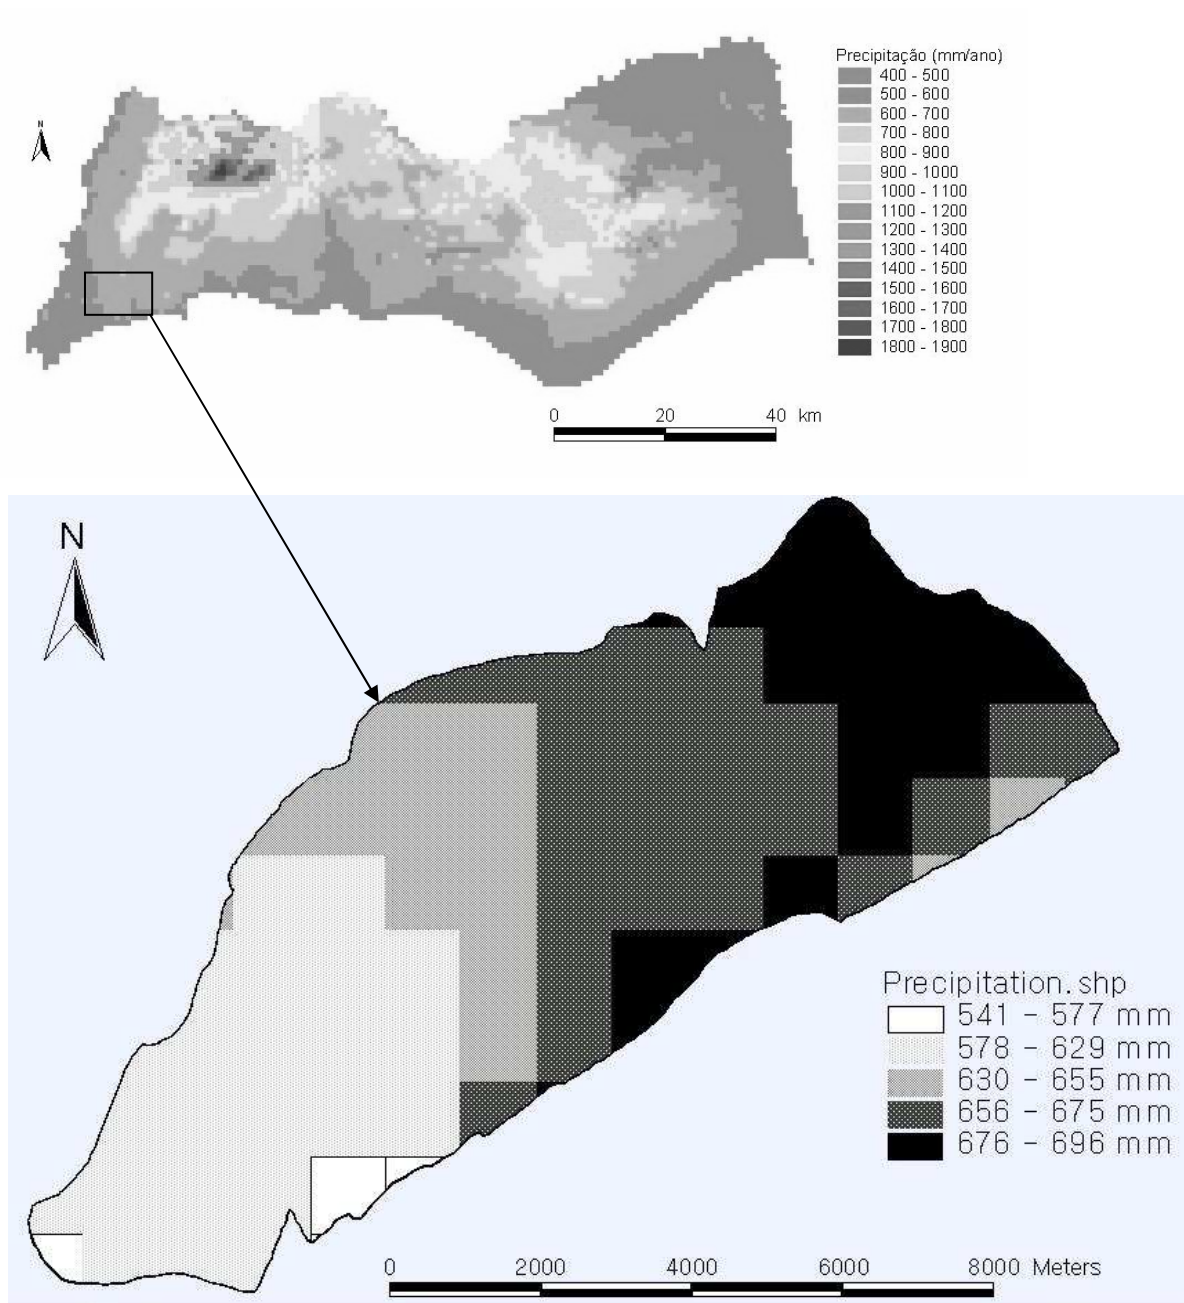 Precipitação (mm/ano)
400 - 500
500 - 600
600 - 700
700 - 800
800 - 900
900 - 1000
1000 - 1100
1100 - 1200
1200 - 1300
1300 - 1400
1400 - 1500
1500 - 1600
1600 - 1700
1700 - 1800
1800 - 1900
N
0 20 40 km
N
Precipitation.shp
541 - 577 mm
578 - 629 mm
630 - 655 mm
656 - 675 mm
676 - 696 mm
0 2000 4000 6000 8000 Meters